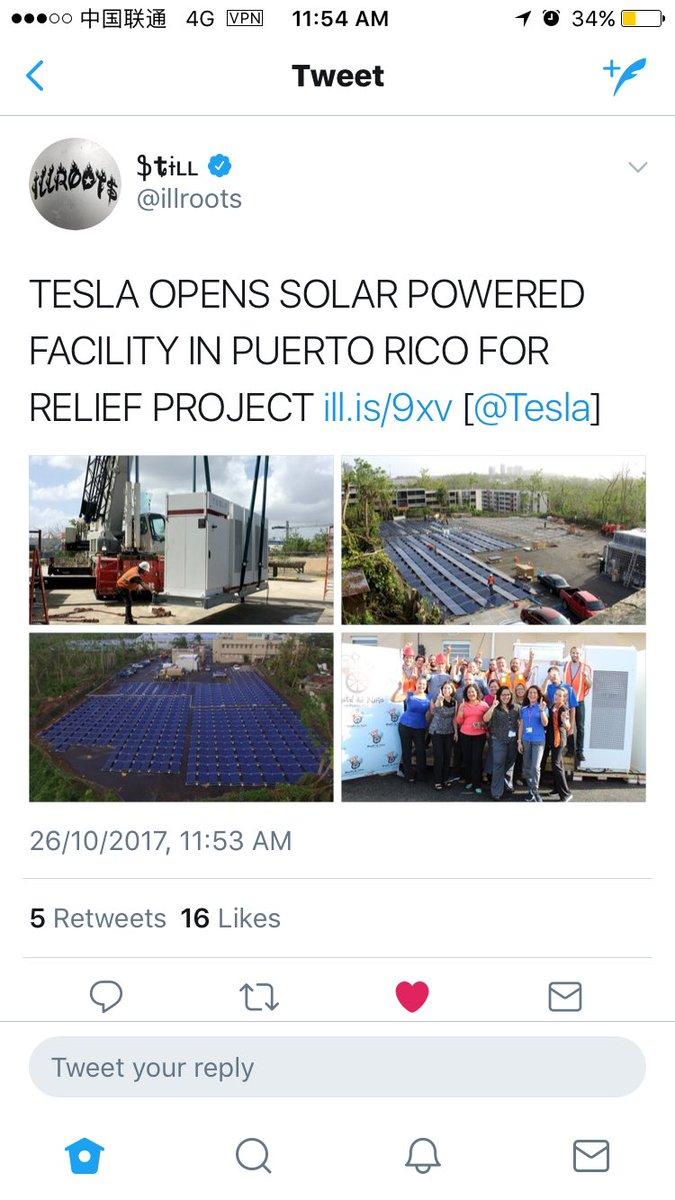 中国联通 4G VPN 11:54 AM 34%
Tweet
$tiLL
@illroots
ILLROOTS
TESLA OPENS SOLAR POWERED
FACILITY IN PUERTO RICO FOR
RELIEF PROJECT ill.is/9xv [@Tesla]
26/10/2017, 11:53 AM
5 Retweets 16 Likes
Tweet your reply